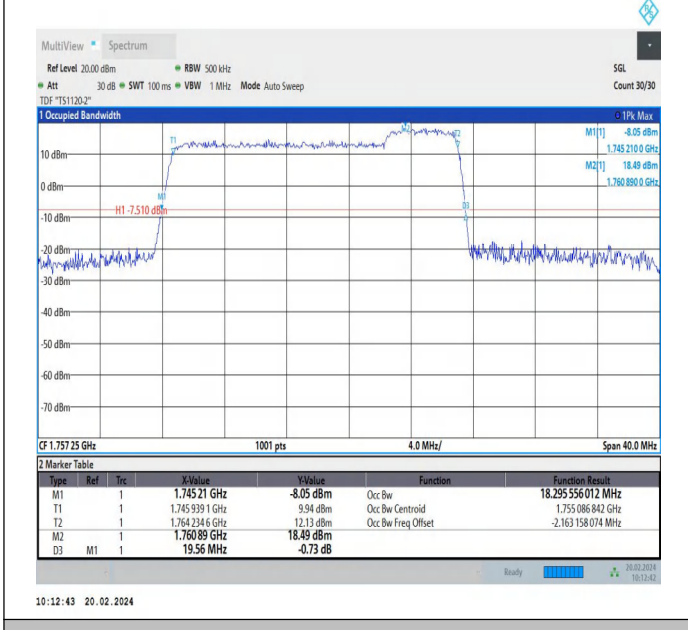 R&S
MultiView Spectrum
Ref Level 20.00 dBm RBW 500 kHz SGL
Att 30 dB SWT 100 ms VBW 1 MHz Mode Auto Sweep Count 30/30
TDF "TS1120-2"
1 Occupied Bandwidth 1Pk Max
M1[1] -8.05 dBm
1.745 210 0 GHz
M2[1] 18.49 dBm
1.760 890 0 GHz
T1
T2
10 dBm
0 dBm
M1
D3
H1 -7.510 dBm
-10 dBm
-20 dBm
-30 dBm
-40 dBm
-50 dBm
-60 dBm
-70 dBm
CF 1.757 25 GHz 1001 pts 4.0 MHz/ Span 40.0 MHz
2 Marker Table
Type Ref Trc X-Value Y-Value Function Function Result
M1 1 1.745 21 GHz -8.05 dBm Occ Bw 18.295 556 012 MHz
T1 1 1.745 939 1 GHz 9.94 dBm Occ Bw Centroid 1.755 086 842 GHz
T2 1 1.764 234 6 GHz 12.13 dBm Occ Bw Freq Offset -2.163 158 074 MHz
M2 1 1.760 89 GHz 18.49 dBm
D3 M1 1 19.56 MHz -0.73 dB
Ready 20.02.2024
10:12:42
10:12:43 20.02.2024